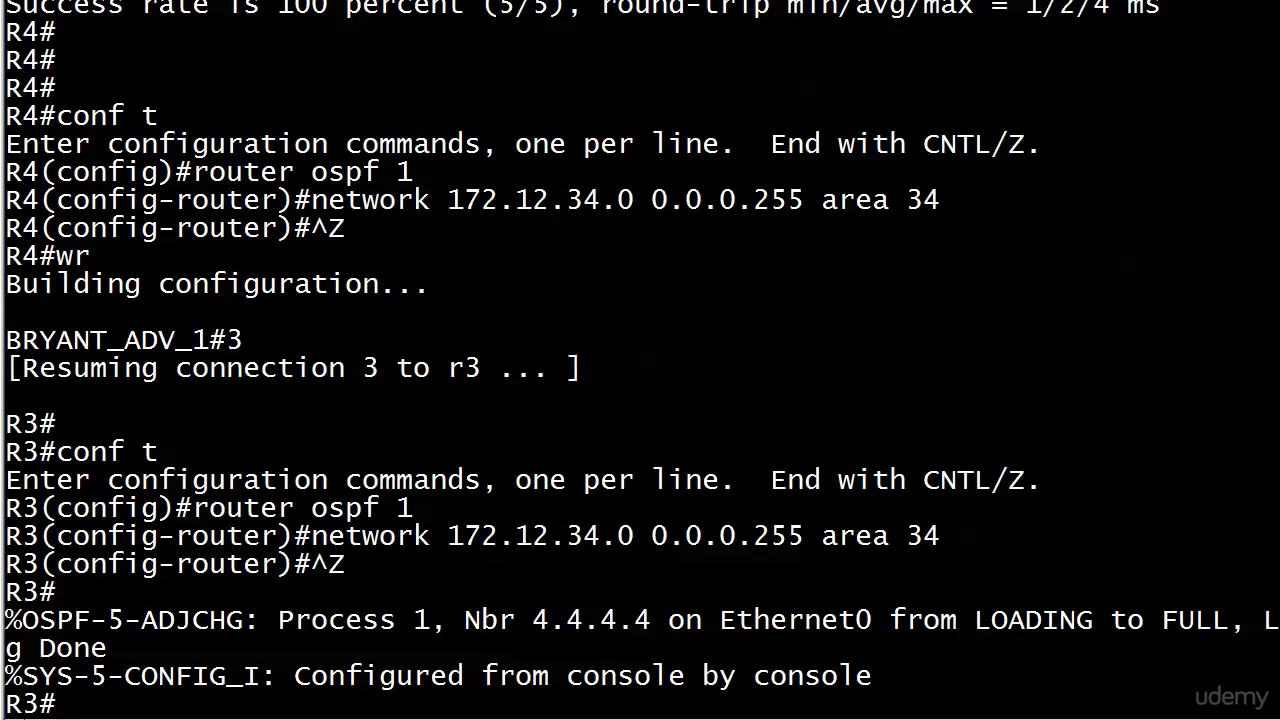 Success rate is 100 percent (5/5), round-trip min/avg/max = 1/2/4 ms
R4#
R4#
R4#
R4#conf t
Enter configuration commands, one per line.  End with CNTL/Z.
R4(config)#router ospf 1
R4(config-router)#network 172.12.34.0 0.0.0.255 area 34
R4(config-router)#^Z
R4#wr
Building configuration...
BRYANT_ADV_1#3
[Resuming connection 3 to r3 ... ]
R3#
R3#conf t
Enter configuration commands, one per line.  End with CNTL/Z.
R3(config)#router ospf 1
R3(config-router)#network 172.12.34.0 0.0.0.255 area 34
R3(config-router)#^Z
R3#
%OSPF-5-ADJCHG: Process 1, Nbr 4.4.4.4 on Ethernet0 from LOADING to FULL, L
g Done
%SYS-5-CONFIG_I: Configured from console by console
R3#
udemy